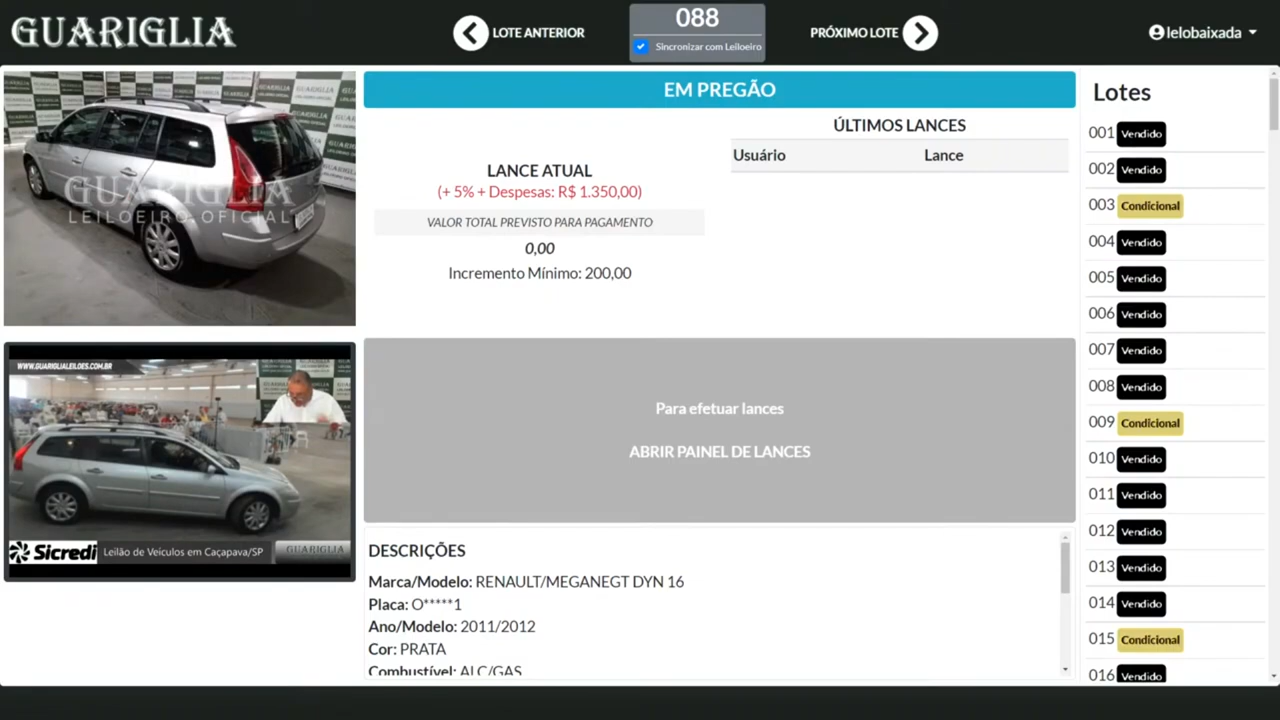 GUARIGLIA
LOTE ANTERIOR
088
Sincronizar com Leiloeiro
PRÓXIMO LOTE
lelobaixada
GUARIGLIA
LEILOEIRO OFICIAL
WWW.GUARIGLIALEILOES.COM.BR
Sicredi
Leilão de Veículos em Caçapava/SP
GUARIGLIA
EM PREGÃO
LANCE ATUAL
(+ 5% + Despesas: R$ 1.350,00)
VALOR TOTAL PREVISTO PARA PAGAMENTO
0,00
Incremento Mínimo: 200,00
ÚLTIMOS LANCES
Usuário Lance
Para efetuar lances
ABRIR PAINEL DE LANCES
DESCRIÇÕES
Marca/Modelo: RENAULT/MEGANEGT DYN 16
Placa: O*****1
Ano/Modelo: 2011/2012
Cor: PRATA
Combustível: ALC/GAS
Lotes
001 Vendido
002 Vendido
003 Condicional
004 Vendido
005 Vendido
006 Vendido
007 Vendido
008 Vendido
009 Condicional
010 Vendido
011 Vendido
012 Vendido
013 Vendido
014 Vendido
015 Condicional
016 Vendido